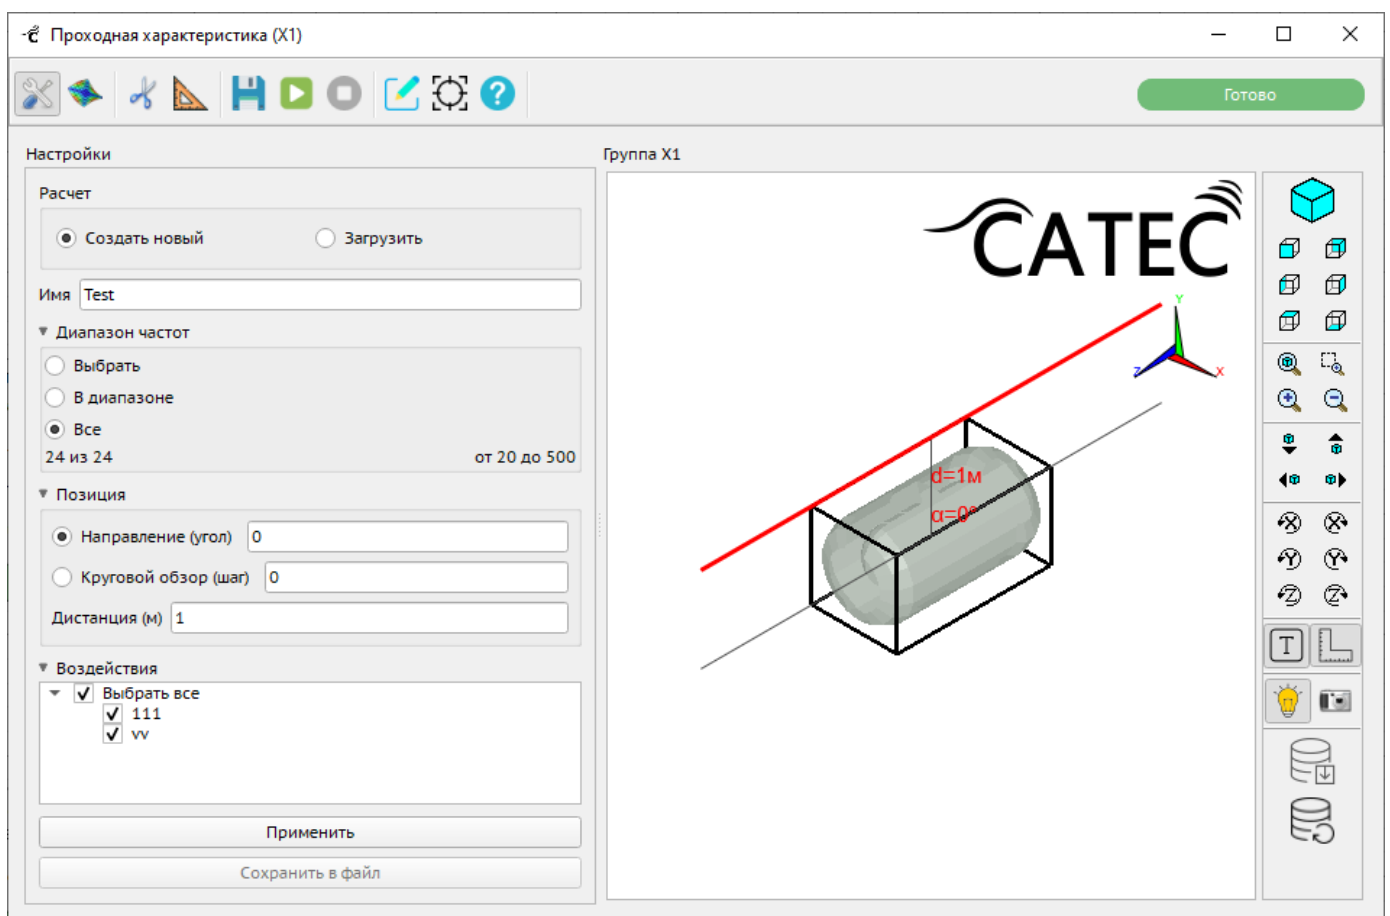 Проходная характеристика (X1)
Готово
Настройки
Группа X1
Расчет
Создать новый
Загрузить
Имя Test
Диапазон частот
Выбрать
В диапазоне
Все
24 из 24
от 20 до 500
Позиция
Направление (угол) 0
Круговой обзор (шаг) 0
Дистанция (м) 1
Воздействия
Выбрать все
111
vv
Применить
Сохранить в файл
CATEC
Y
Z
X
d=1м
α=0°
X
X
Y
Y
Z
Z
T